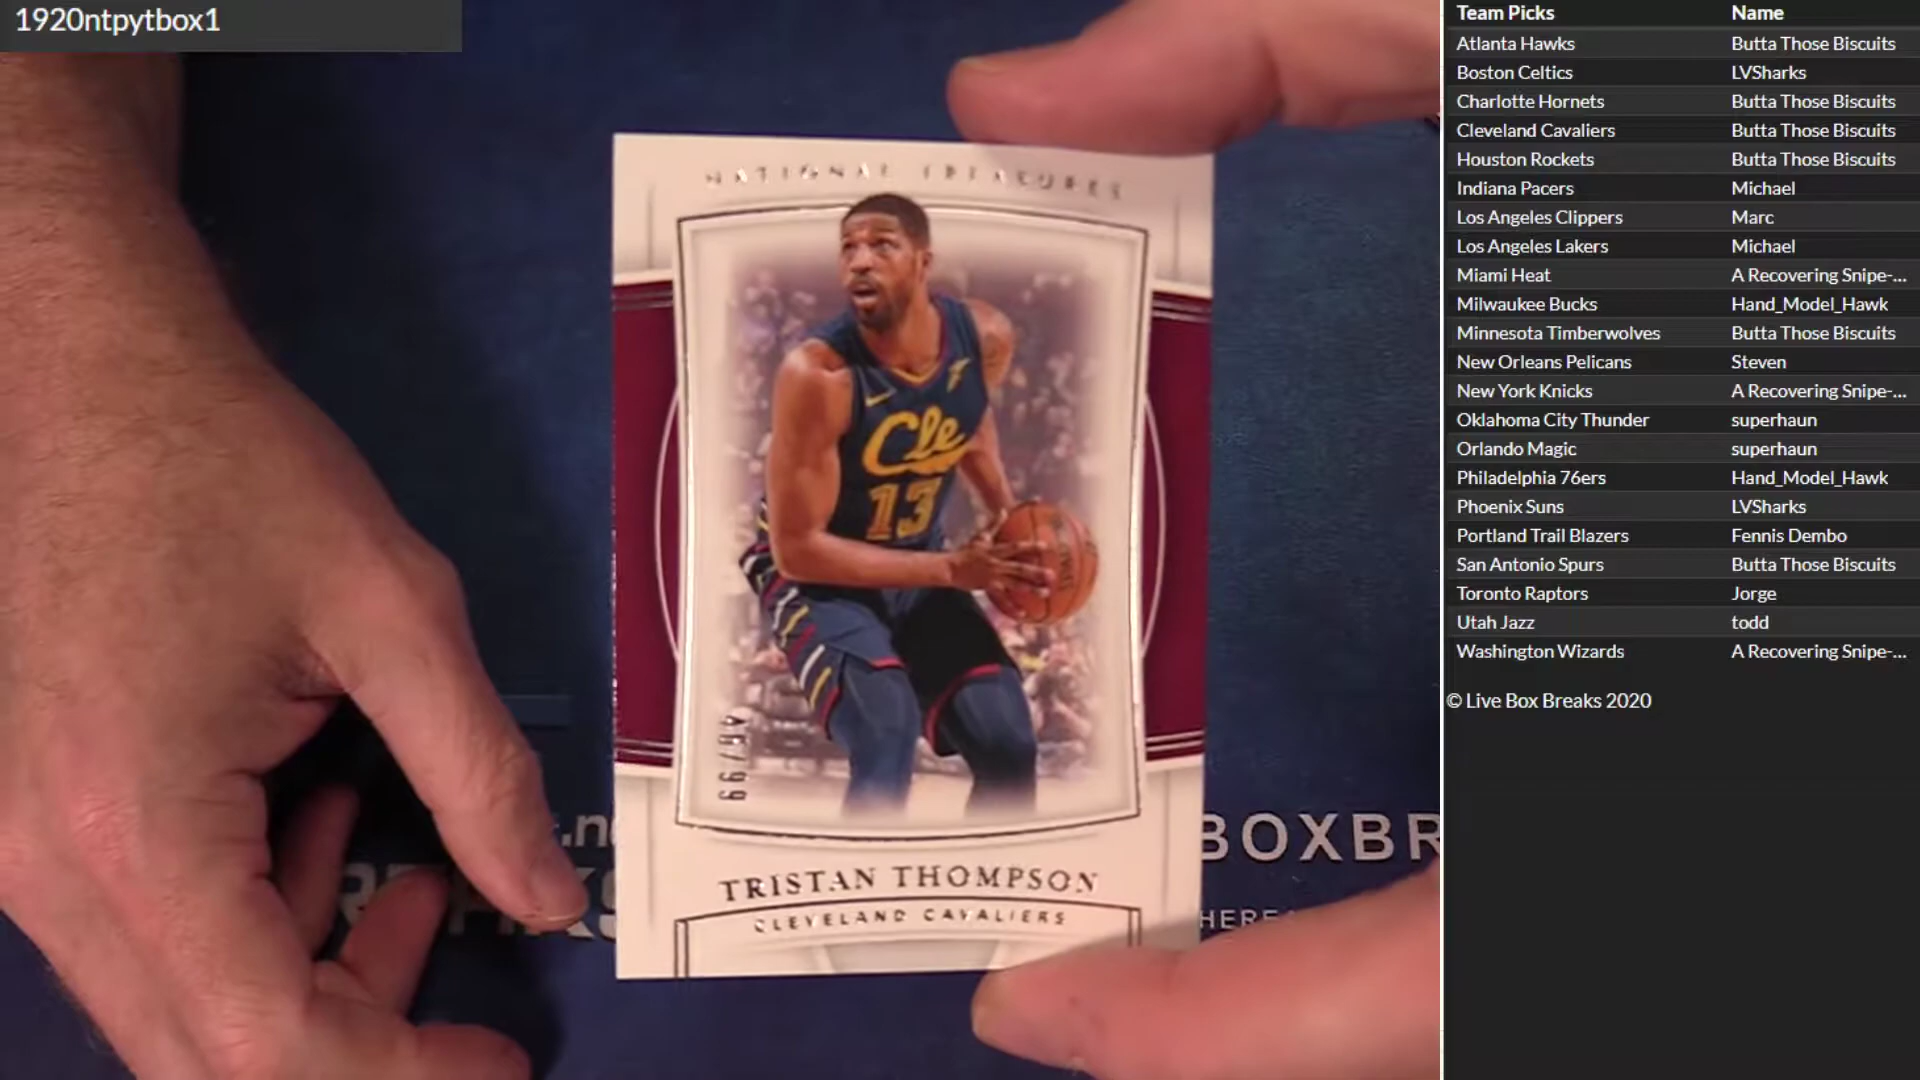 1920ntpytbox1
NATIONAL TREASURES
Cle
13
TRISTAN THOMPSON
CLEVELAND CAVALIERS
BOXBR
HERE
Team Picks Name
Atlanta Hawks Butta Those Biscuits
Boston Celtics LVSharks
Charlotte Hornets Butta Those Biscuits
Cleveland Cavaliers Butta Those Biscuits
Houston Rockets Butta Those Biscuits
Indiana Pacers Michael
Los Angeles Clippers Marc
Los Angeles Lakers Michael
Miami Heat A Recovering Snipe-...
Milwaukee Bucks Hand_Model_Hawk
Minnesota Timberwolves Butta Those Biscuits
New Orleans Pelicans Steven
New York Knicks A Recovering Snipe-...
Oklahoma City Thunder superhaun
Orlando Magic superhaun
Philadelphia 76ers Hand_Model_Hawk
Phoenix Suns LVSharks
Portland Trail Blazers Fennis Dembo
San Antonio Spurs Butta Those Biscuits
Toronto Raptors Jorge
Utah Jazz todd
Washington Wizards A Recovering Snipe-...
© Live Box Breaks 2020